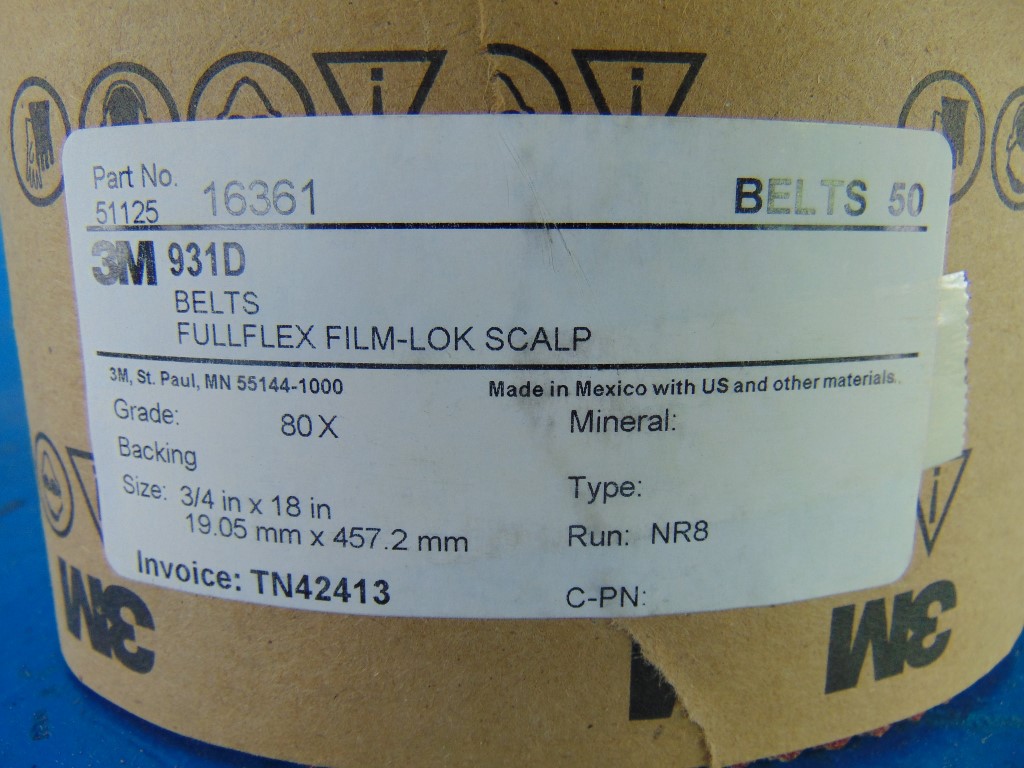 Part No.
51125 16361 BELTS 50
3M 931D
BELTS
FULLFLEX FILM-LOK SCALP
3M, St. Paul, MN 55144-1000 Made in Mexico with US and other materials.
Grade: 80 X Mineral:
Backing
Size: 3/4 in x 18 in Type:
19.05 mm x 457.2 mm Run: NR8
Invoice: TN42413 C-PN:
i i
i
3M 3M